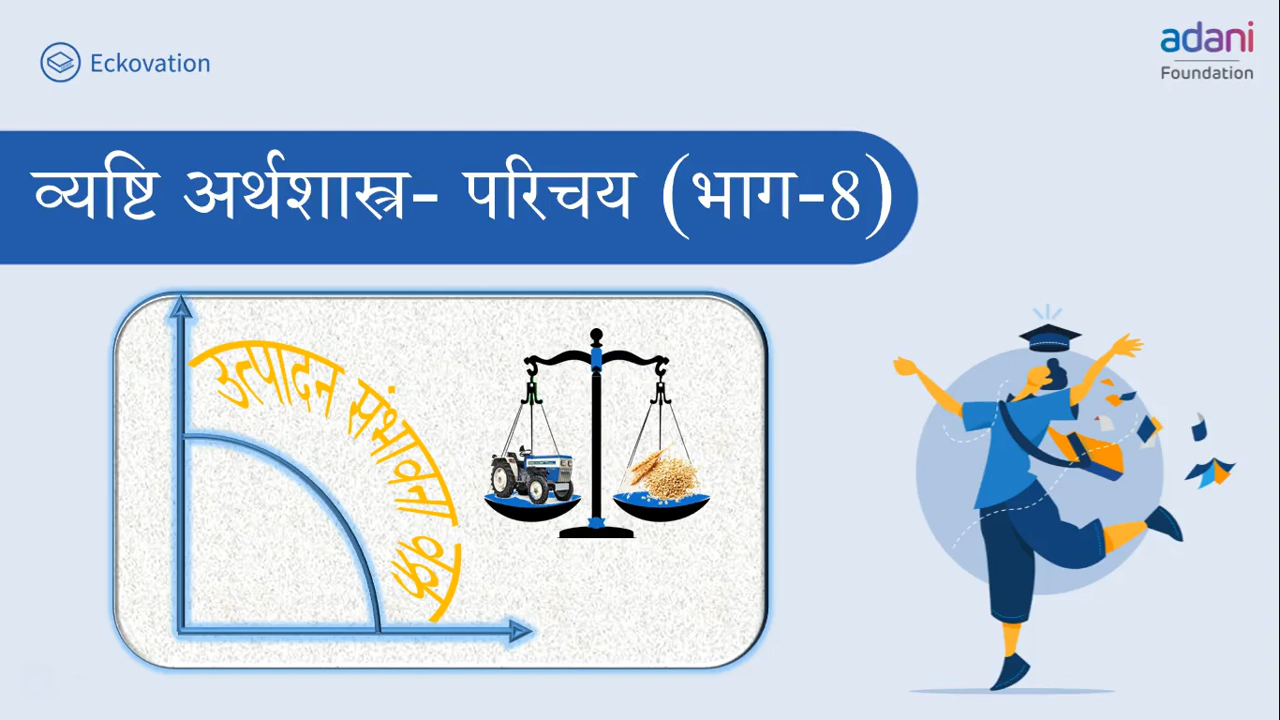 Eckovation
adani
Foundation
व्यष्टि अर्थशास्त्र- परिचय (भाग-8)
उत्पादन संभावना वक्र